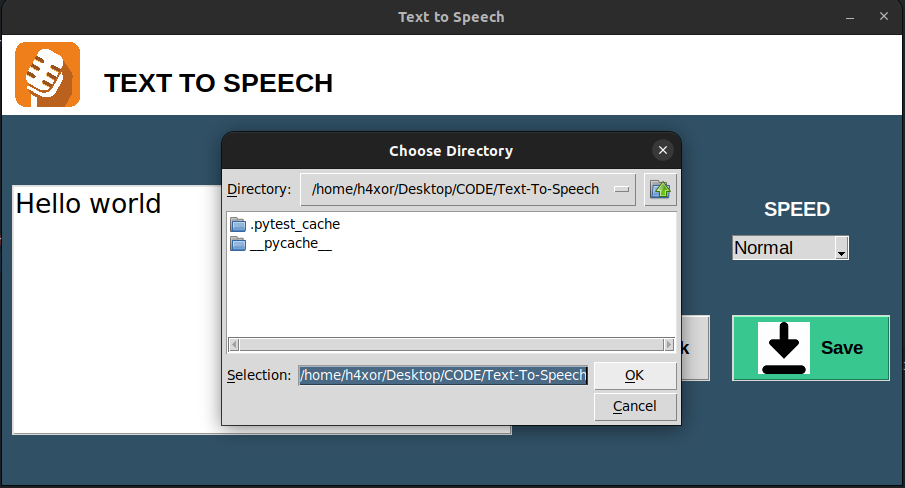 Text to Speech
TEXT TO SPEECH
Choose Directory
Directory: /home/h4xor/Desktop/CODE/Text-To-Speech
.pytest_cache
__pycache__
Selection: /home/h4xor/Desktop/CODE/Text-To-Speech
OK
Cancel
Hello world
SPEED
Normal
k
Save